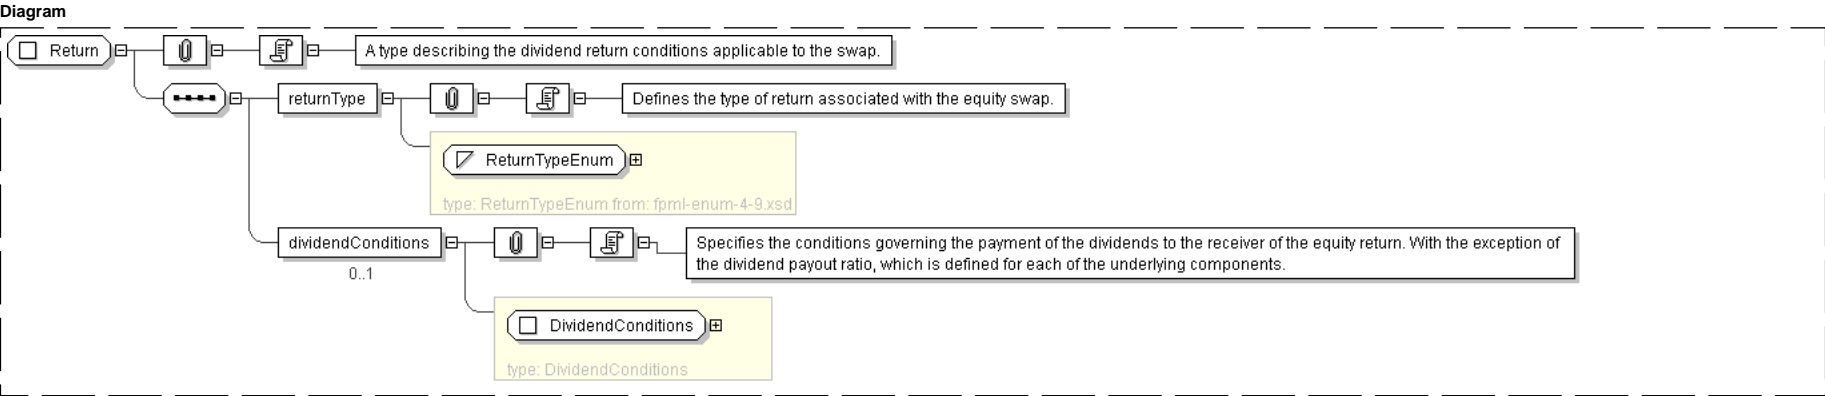 Diagram
Return
A type describing the dividend return conditions applicable to the swap.
returnType
Defines the type of return associated with the equity swap.
ReturnTypeEnum
type: ReturnTypeEnum from: fpml-enum-4-9.xsd
dividendConditions
0..1
Specifies the conditions governing the payment of the dividends to the receiver of the equity return. With the exception of
the dividend payout ratio, which is defined for each of the underlying components.
DividendConditions
type: DividendConditions